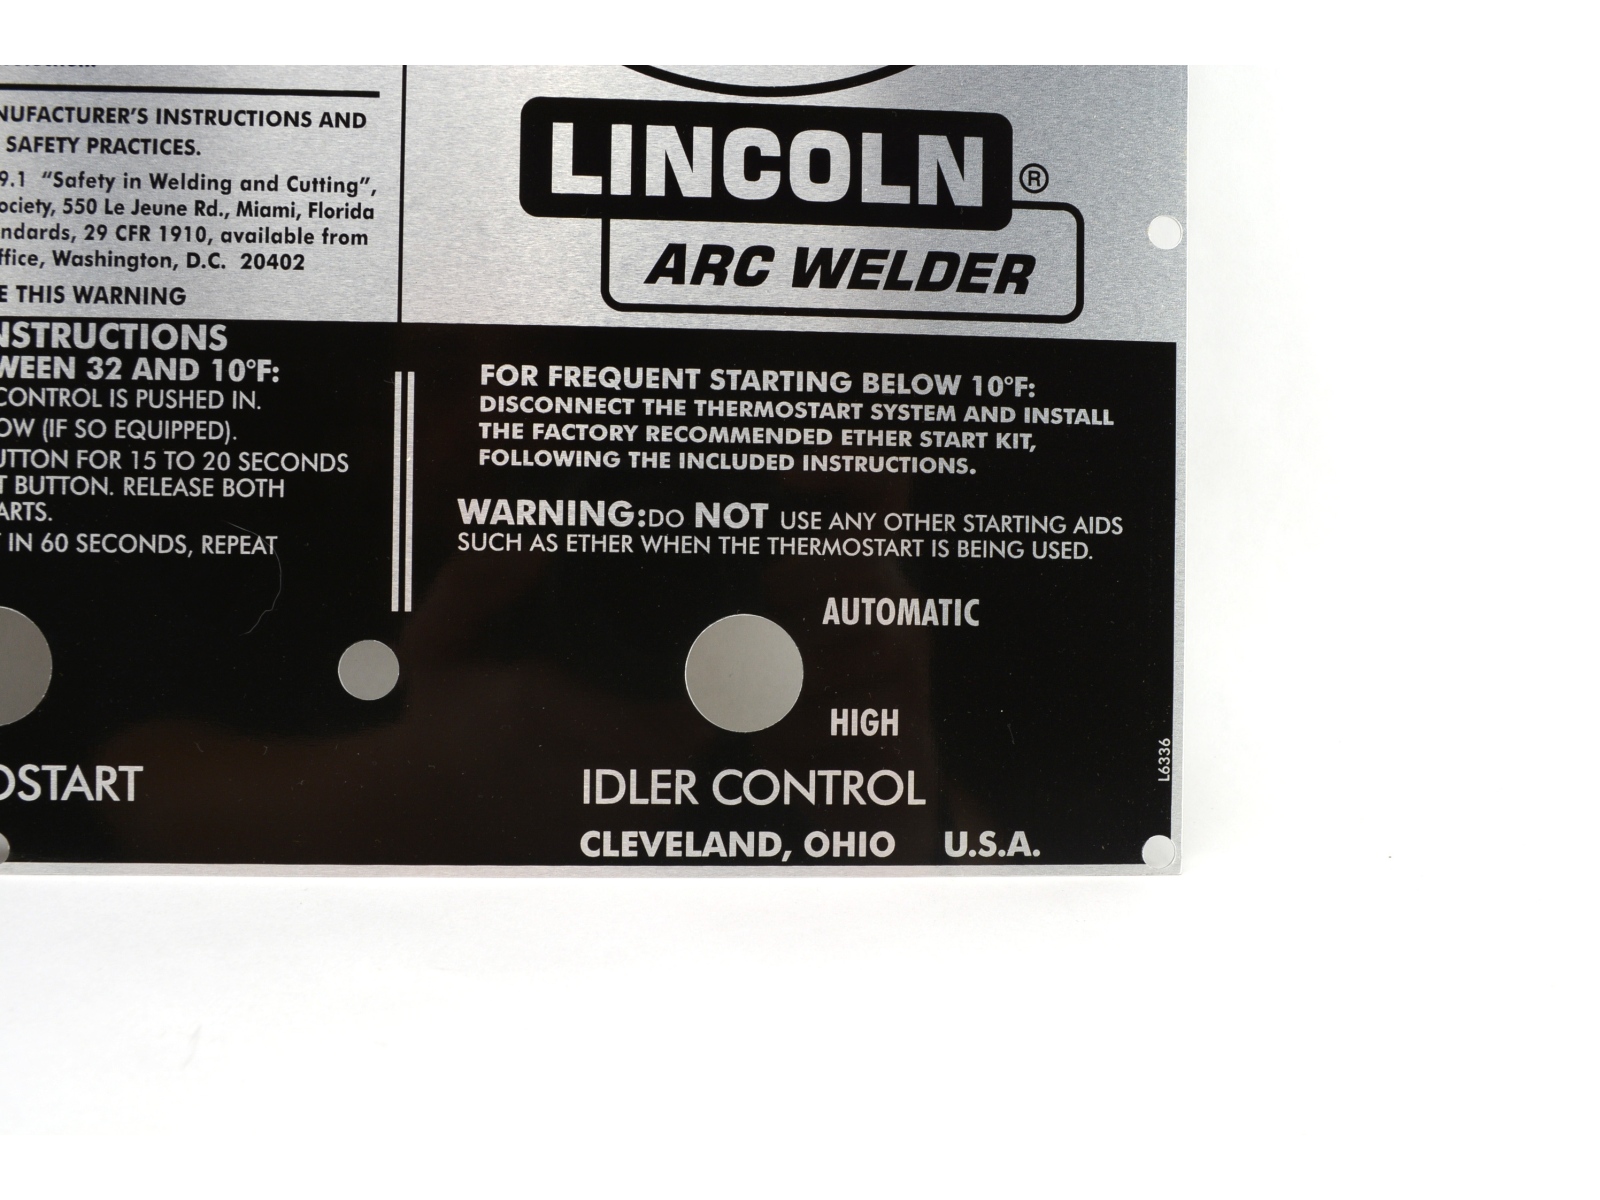 NUFACTURER'S INSTRUCTIONS AND
SAFETY PRACTICES.
9.1 "Safety in Welding and Cutting",
ociety, 550 Le Jeune Rd., Miami, Florida
ndards, 29 CFR 1910, available from
ffice, Washington, D.C. 20402
E THIS WARNING
LINCOLN ®
ARC WELDER
NSTRUCTIONS
WEEN 32 AND 10°F:
CONTROL IS PUSHED IN.
OW (IF SO EQUIPPED).
UTTON FOR 15 TO 20 SECONDS
T BUTTON. RELEASE BOTH
ARTS.
IN 60 SECONDS, REPEAT
OSTART
FOR FREQUENT STARTING BELOW 10°F:
DISCONNECT THE THERMOSTART SYSTEM AND INSTALL
THE FACTORY RECOMMENDED ETHER START KIT,
FOLLOWING THE INCLUDED INSTRUCTIONS.
WARNING:DO NOT USE ANY OTHER STARTING AIDS
SUCH AS ETHER WHEN THE THERMOSTART IS BEING USED.
AUTOMATIC
HIGH
IDLER CONTROL
CLEVELAND, OHIO U.S.A.
L6336